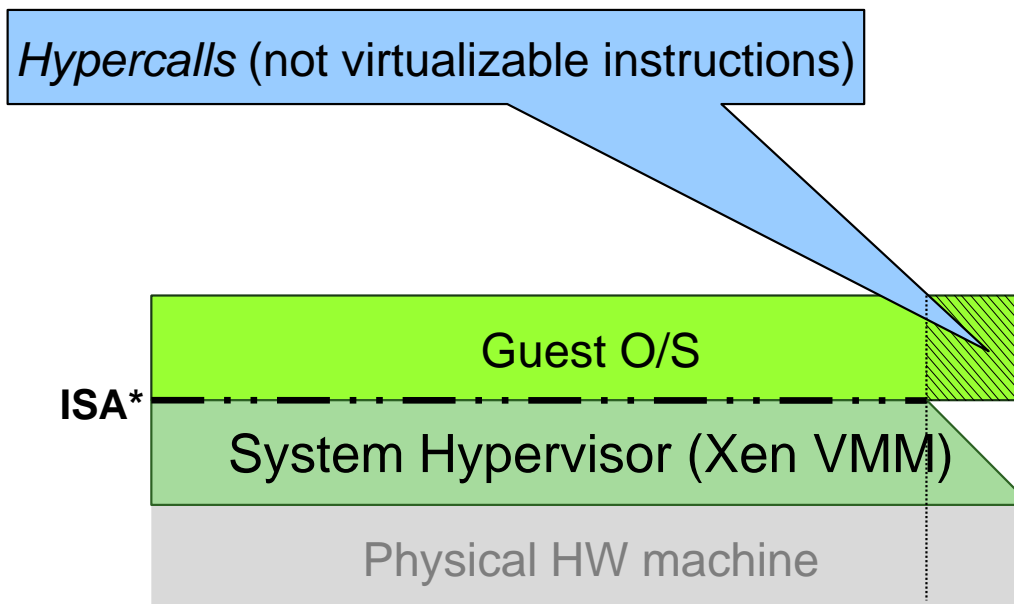 Hypercalls (not virtualizable instructions)
Guest O/S
ISA*
System Hypervisor (Xen VMM)
Physical HW machine